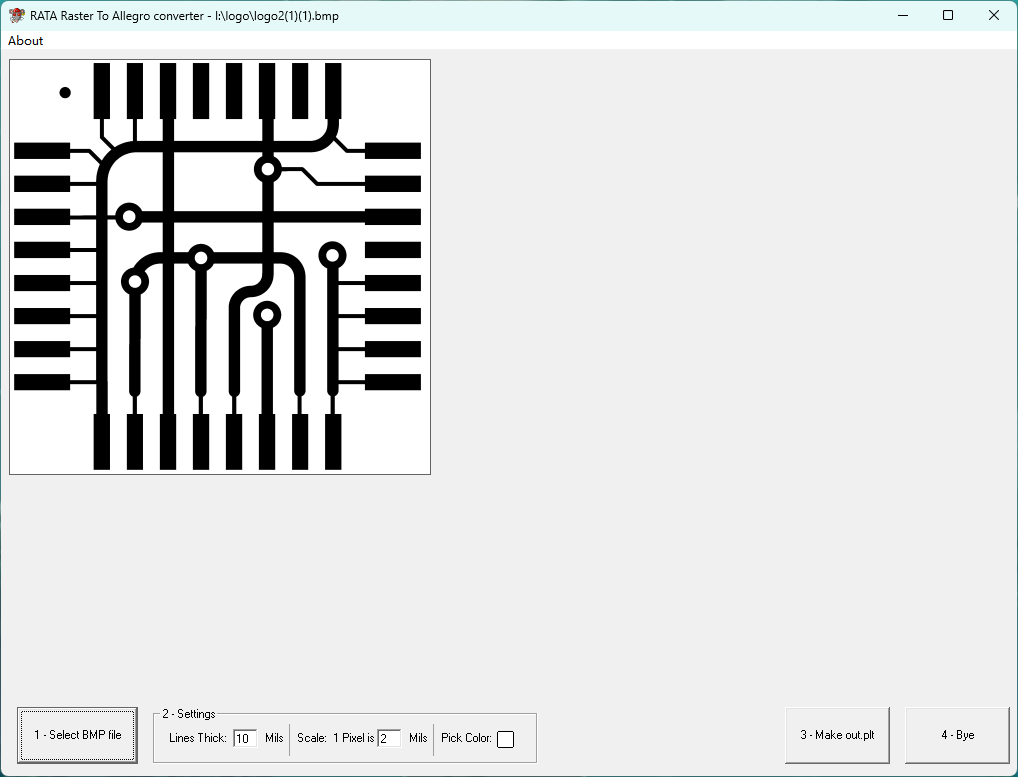 RATA Raster To Allegro converter - I:\logo\logo2(1)(1).bmp
About
2 - Settings
1 - Select BMP file
Lines Thick: 10 Mils
Scale: 1 Pixel is 2 Mils
Pick Color:
3 - Make out.plt
4 - Bye